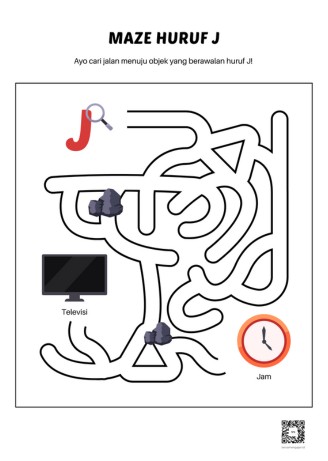 MAZE HURUF J
Ayo cari jalan menuju objek yang berawalan huruf J!
J
Televisi
Jam